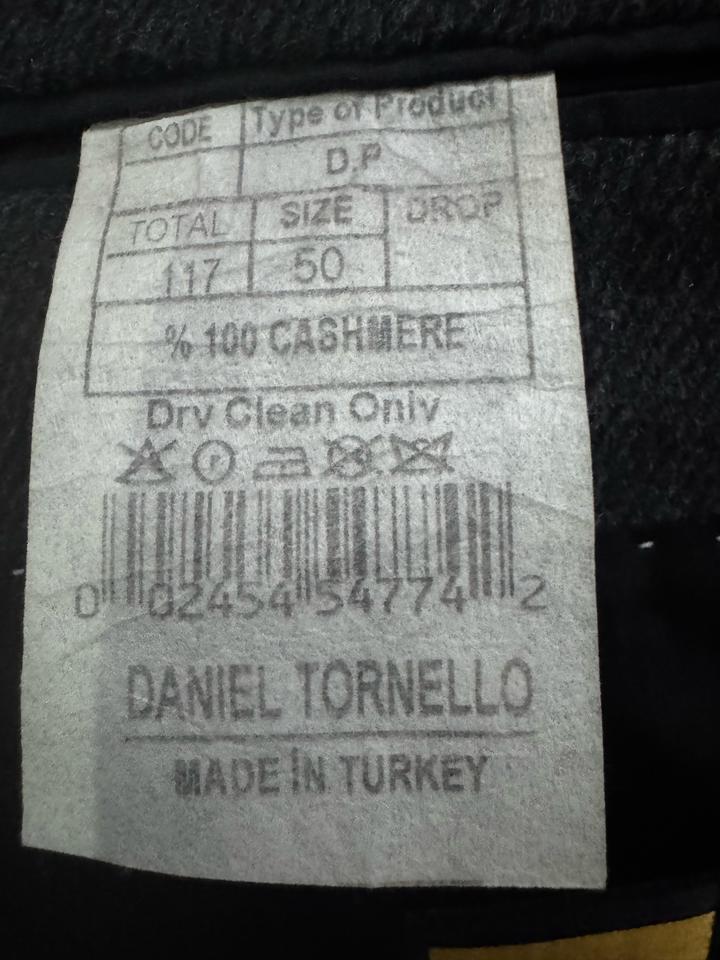 CODE Type of Product
D.P
TOTAL SIZE DROP
117 50
% 100 CASHMERE
Dry Clean Only
0 02454 54774 2
DANIEL TORNELLO
MADE İN TURKEY